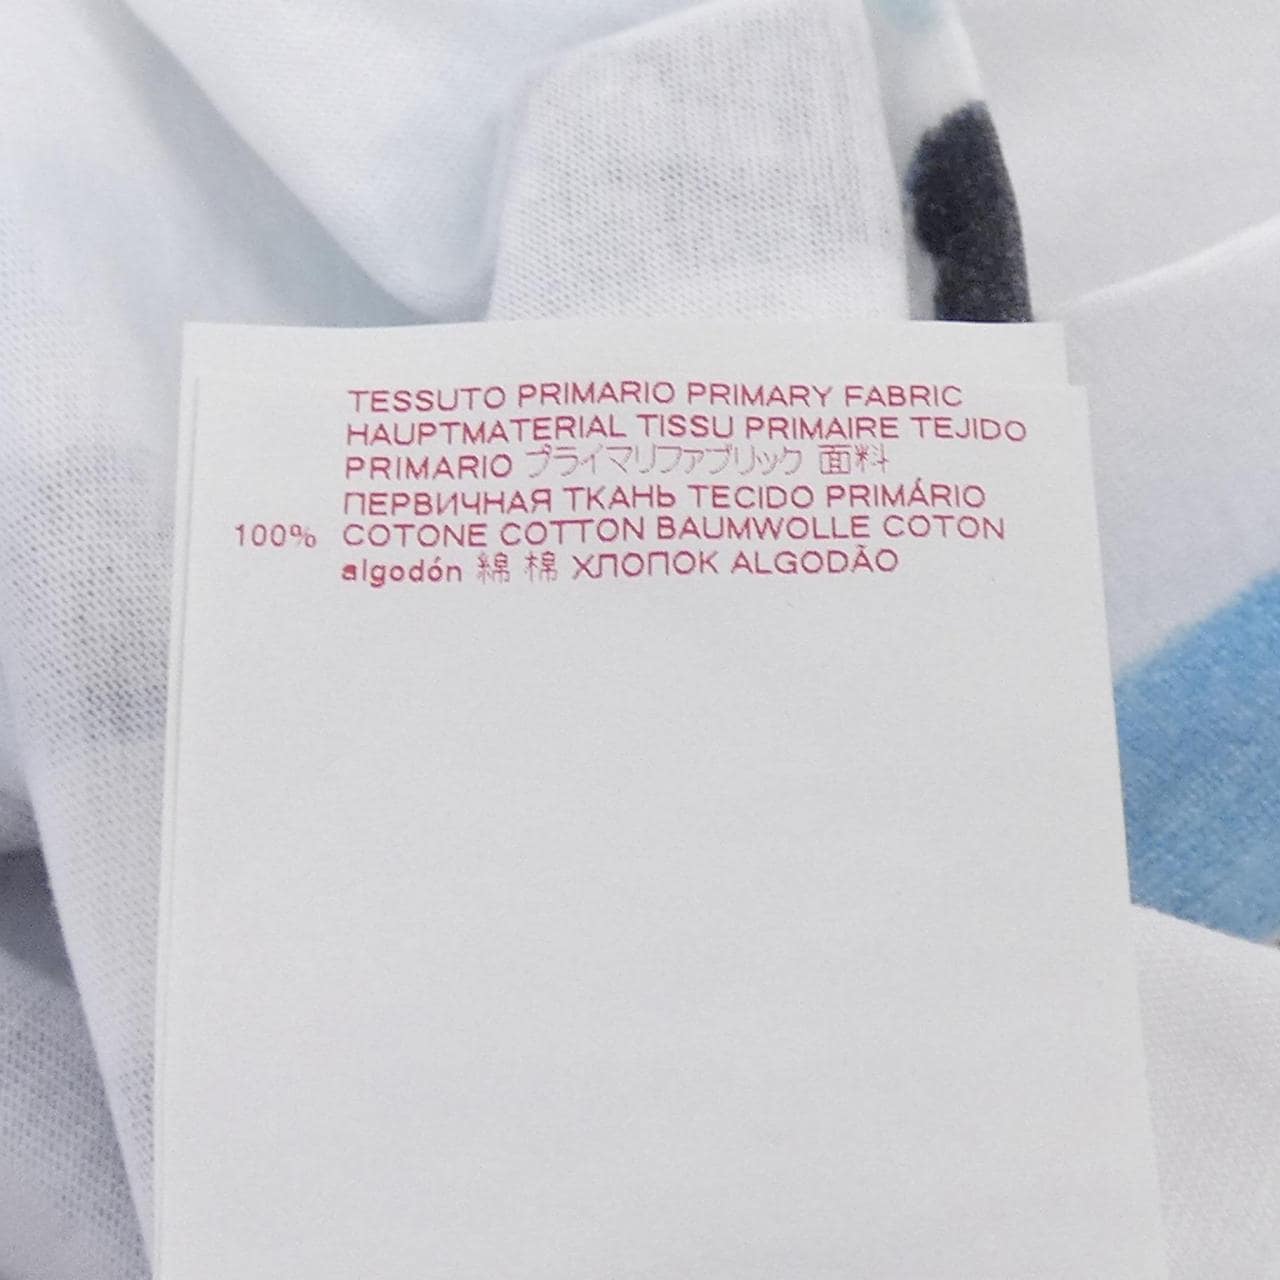 TESSUTO PRIMARIO PRIMARY FABRIC
HAUPTMATERIAL TISSU PRIMAIRE TEJIDO
PRIMARIO プライマリファブリック 面料
ПЕРВИЧНАЯ ТКАНЬ TECIDO PRIMÁRIO
100% COTONE COTTON BAUMWOLLE COTON
algodón 綿 棉 ХЛОПОК ALGODÃO